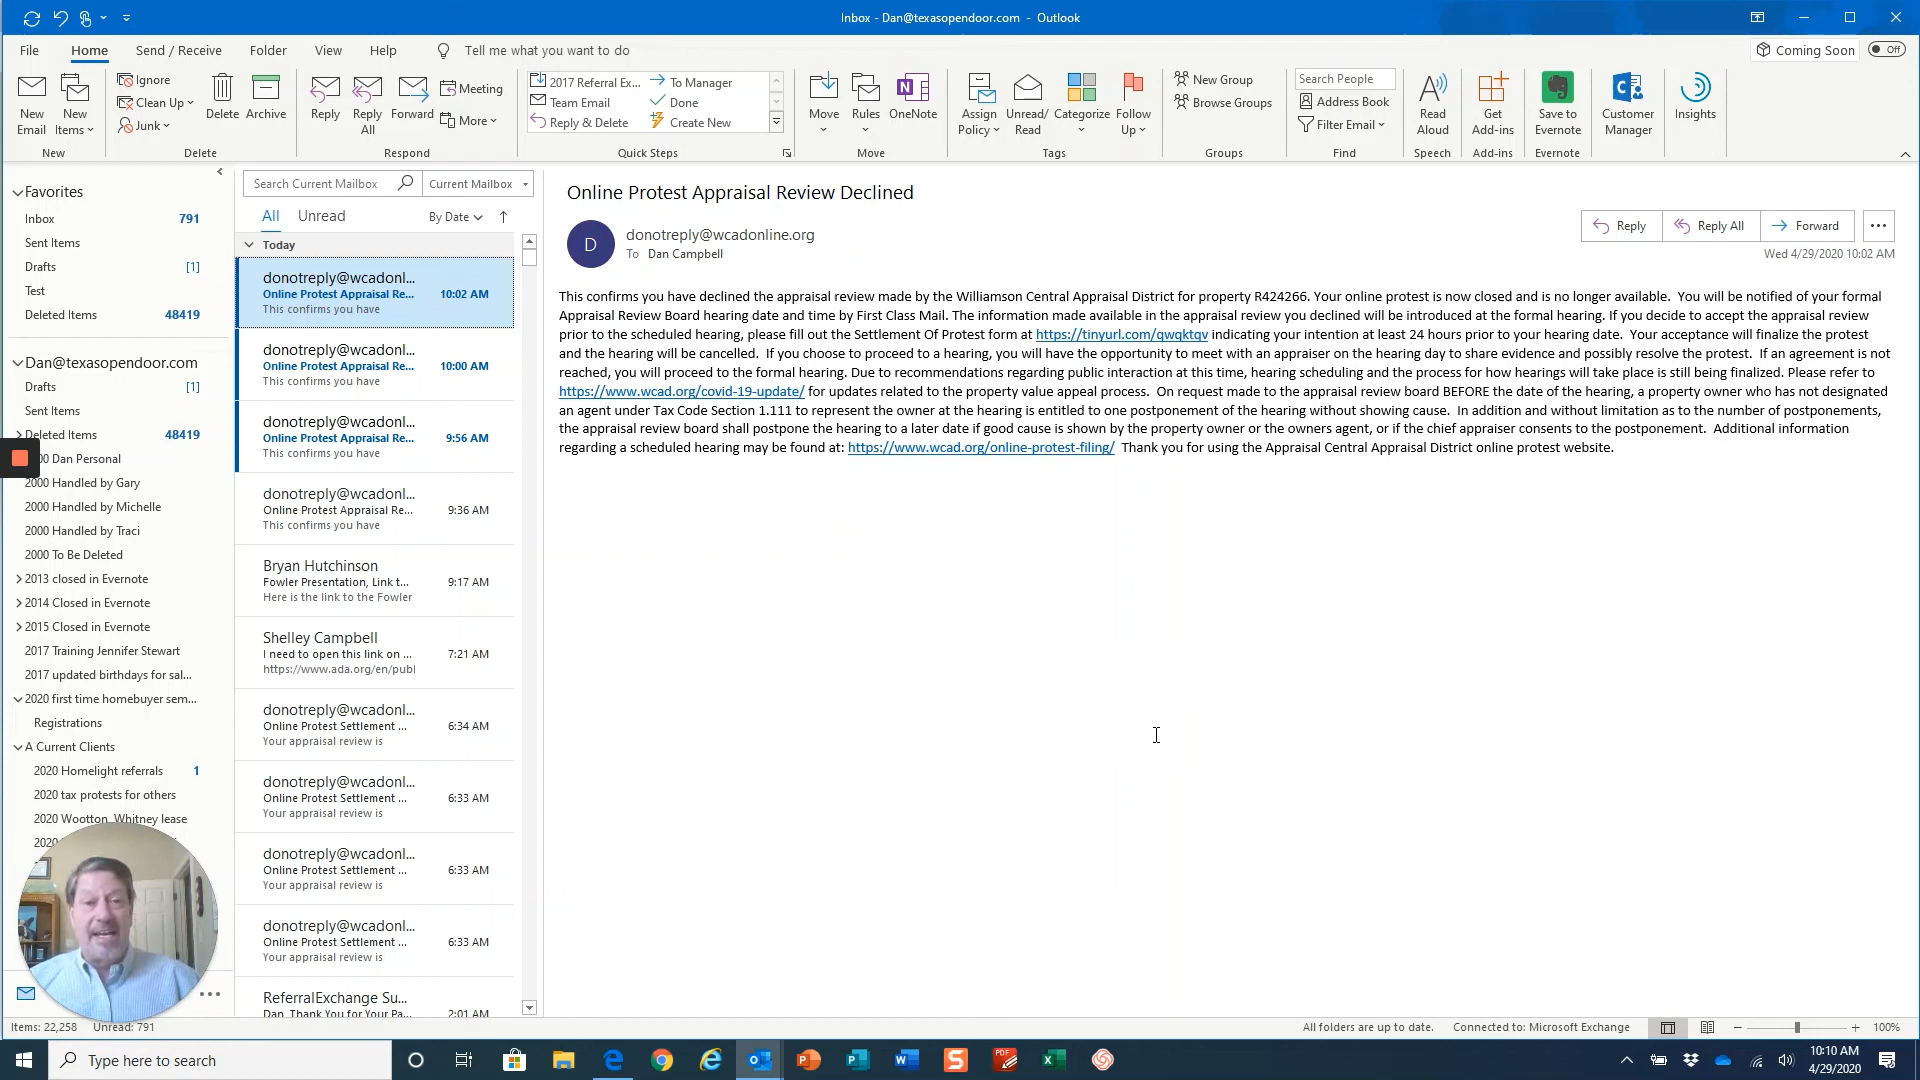 Inbox - Dan@texasopendoor.com - Outlook
File Home Send / Receive Folder View Help Tell me what you want to do
Coming Soon Off
New Email
New Items
Ignore
Clean Up
Junk
Delete
Archive
Reply
Reply All
Forward
Meeting
More
2017 Referral Ex...
Team Email
Reply & Delete
To Manager
Done
Create New
Move
Rules
OneNote
Assign Policy
Unread/ Read
Categorize
Follow Up
New Group
Browse Groups
Search People
Address Book
Filter Email
Read Aloud
Get Add-ins
Save to Evernote
Customer Manager
Insights
New Delete Respond Quick Steps Move Tags Groups Find Speech Add-ins Evernote
Favorites
Inbox 791
Sent Items
Drafts [1]
Test
Deleted Items 48419
Dan@texasopendoor.com
Drafts [1]
Sent Items
Deleted Items 48419
00 Dan Personal
2000 Handled by Gary
2000 Handled by Michelle
2000 Handled by Traci
2000 To Be Deleted
2013 closed in Evernote
2014 Closed in Evernote
2015 Closed in Evernote
2017 Training Jennifer Stewart
2017 updated birthdays for sal...
2020 first time homebuyer sem...
Registrations
A Current Clients
2020 Homelight referrals 1
2020 tax protests for others
2020 Wootton, Whitney lease
2020
Search Current Mailbox Current Mailbox
All Unread By Date
Today
donotreply@wcadonl...
Online Protest Appraisal Re... 10:02 AM
This confirms you have
donotreply@wcadonl...
Online Protest Appraisal Re... 10:00 AM
This confirms you have
donotreply@wcadonl...
Online Protest Appraisal Re... 9:56 AM
This confirms you have
donotreply@wcadonl...
Online Protest Appraisal Re... 9:36 AM
This confirms you have
Bryan Hutchinson
Fowler Presentation, Link t... 9:17 AM
Here is the link to the Fowler
Shelley Campbell
I need to open this link on ... 7:21 AM
https://www.ada.org/en/publ
donotreply@wcadonl...
Online Protest Settlement ... 6:34 AM
Your appraisal review is
donotreply@wcadonl...
Online Protest Settlement ... 6:33 AM
Your appraisal review is
donotreply@wcadonl...
Online Protest Settlement ... 6:33 AM
Your appraisal review is
donotreply@wcadonl...
Online Protest Settlement ... 6:33 AM
Your appraisal review is
ReferralExchange Su...
Dan, Thank You for Your Pa... 2:01 AM
Online Protest Appraisal Review Declined
D
donotreply@wcadonline.org
To Dan Campbell
Reply Reply All Forward
Wed 4/29/2020 10:02 AM
This confirms you have declined the appraisal review made by the Williamson Central Appraisal District for property R424266. Your online protest is now closed and is no longer available. You will be notified of your formal
Appraisal Review Board hearing date and time by First Class Mail. The information made available in the appraisal review you declined will be introduced at the formal hearing. If you decide to accept the appraisal review
prior to the scheduled hearing, please fill out the Settlement Of Protest form at https://tinyurl.com/qwqktqv indicating your intention at least 24 hours prior to your hearing date. Your acceptance will finalize the protest
and the hearing will be cancelled. If you choose to proceed to a hearing, you will have the opportunity to meet with an appraiser on the hearing day to share evidence and possibly resolve the protest. If an agreement is not
reached, you will proceed to the formal hearing. Due to recommendations regarding public interaction at this time, hearing scheduling and the process for how hearings will take place is still being finalized. Please refer to
https://www.wcad.org/covid-19-update/ for updates related to the property value appeal process. On request made to the appraisal review board BEFORE the date of the hearing, a property owner who has not designated
an agent under Tax Code Section 1.111 to represent the owner at the hearing is entitled to one postponement of the hearing without showing cause. In addition and without limitation as to the number of postponements,
the appraisal review board shall postpone the hearing to a later date if good cause is shown by the property owner or the owners agent, or if the chief appraiser consents to the postponement. Additional information
regarding a scheduled hearing may be found at: https://www.wcad.org/online-protest-filing/ Thank you for using the Appraisal Central Appraisal District online protest website.
Items: 22,258 Unread: 791
All folders are up to date. Connected to: Microsoft Exchange 100%
Type here to search
10:10 AM
4/29/2020